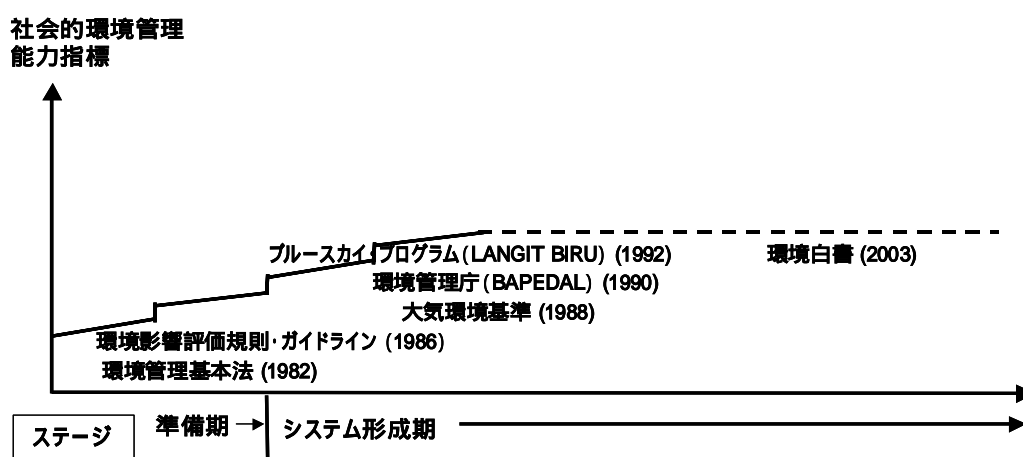 社会的環境管理
能力指標
ブルースカイプログラム(LANGIT BIRU) (1992)
環境白書 (2003)
環境管理庁(BAPEDAL) (1990)
大気環境基準 (1988)
環境影響評価規則・ガイドライン (1986)
環境管理基本法 (1982)
ステージ
準備期
システム形成期